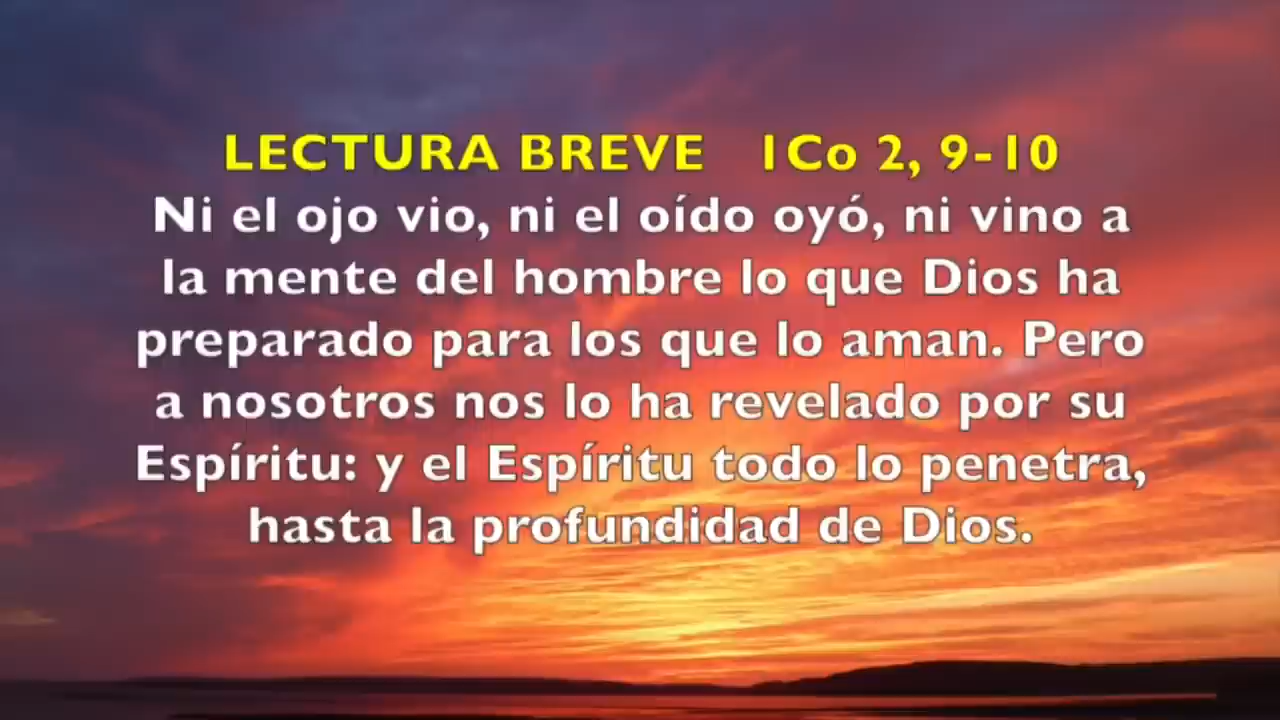 LECTURA BREVE 1Co 2, 9-10
Ni el ojo vio, ni el oído oyó, ni vino a
la mente del hombre lo que Dios ha
preparado para los que lo aman. Pero
a nosotros nos lo ha revelado por su
Espíritu: y el Espíritu todo lo penetra,
hasta la profundidad de Dios.